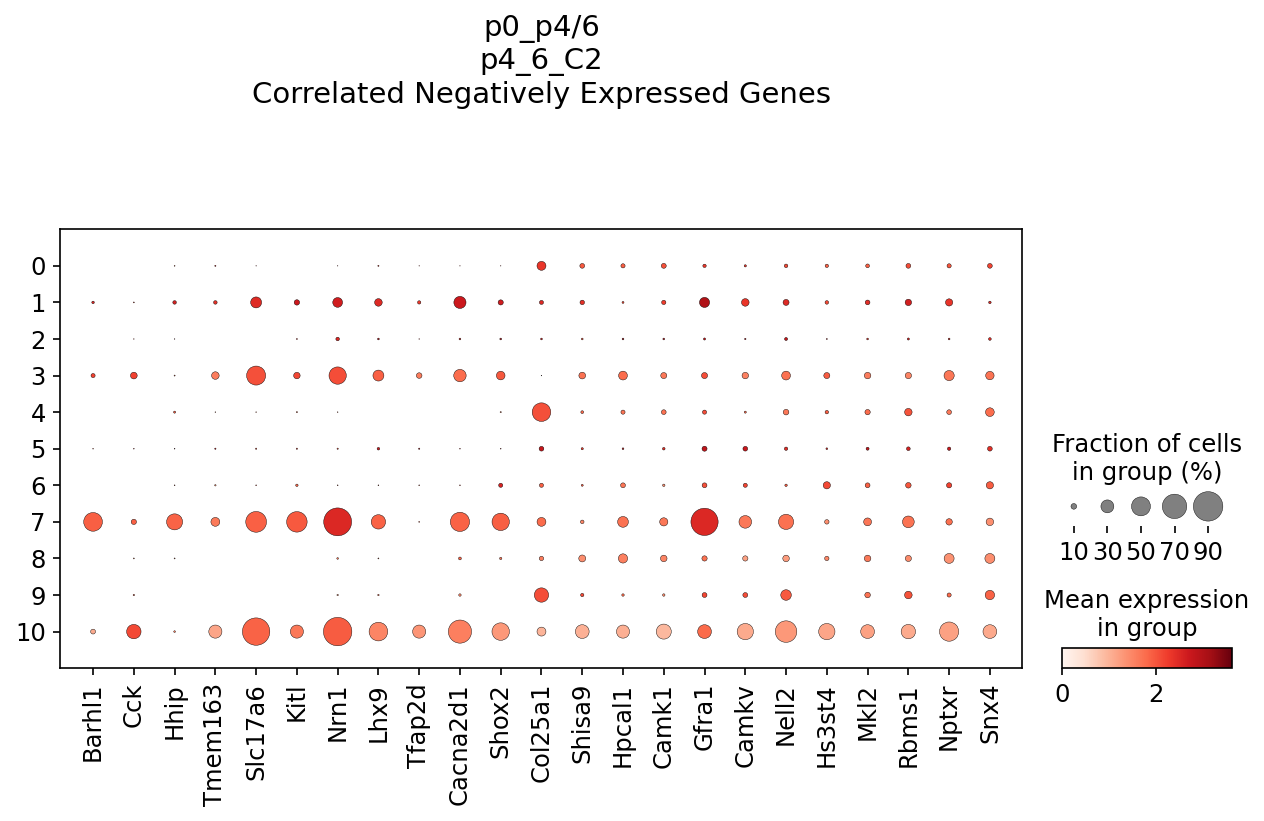 p0_p4/6
p4_6_C2
Correlated Negatively Expressed Genes
0
1
2
3
4
5
6
7
8
9
10
Barhl1
Cck
Hhip
Tmem163
Slc17a6
Kitl
Nrn1
Lhx9
Tfap2d
Cacna2d1
Shox2
Col25a1
Shisa9
Hpcal1
Camk1
Gfra1
Camkv
Nell2
Hs3st4
Mkl2
Rbms1
Nptxr
Snx4
Fraction of cells
in group (%)
10 30 50 70 90
Mean expression
in group
0 2